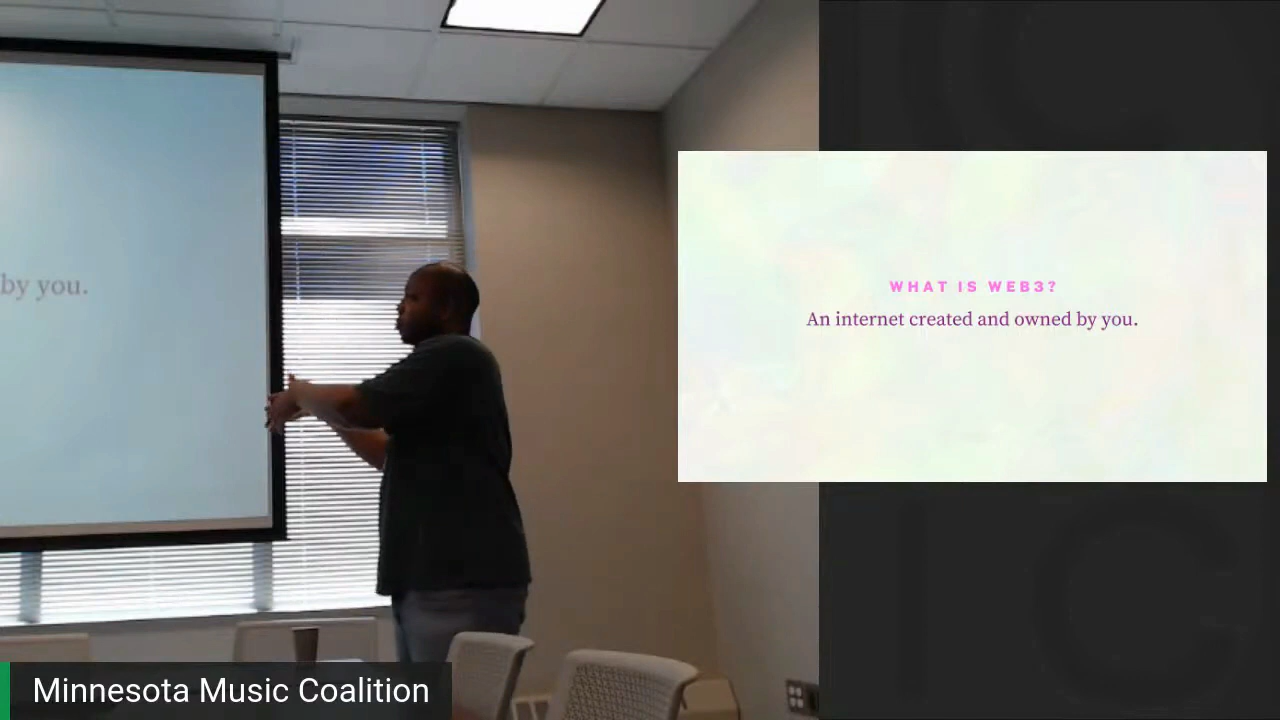 by you.
WHAT IS WEB3?
An internet created and owned by you.
Minnesota Music Coalition